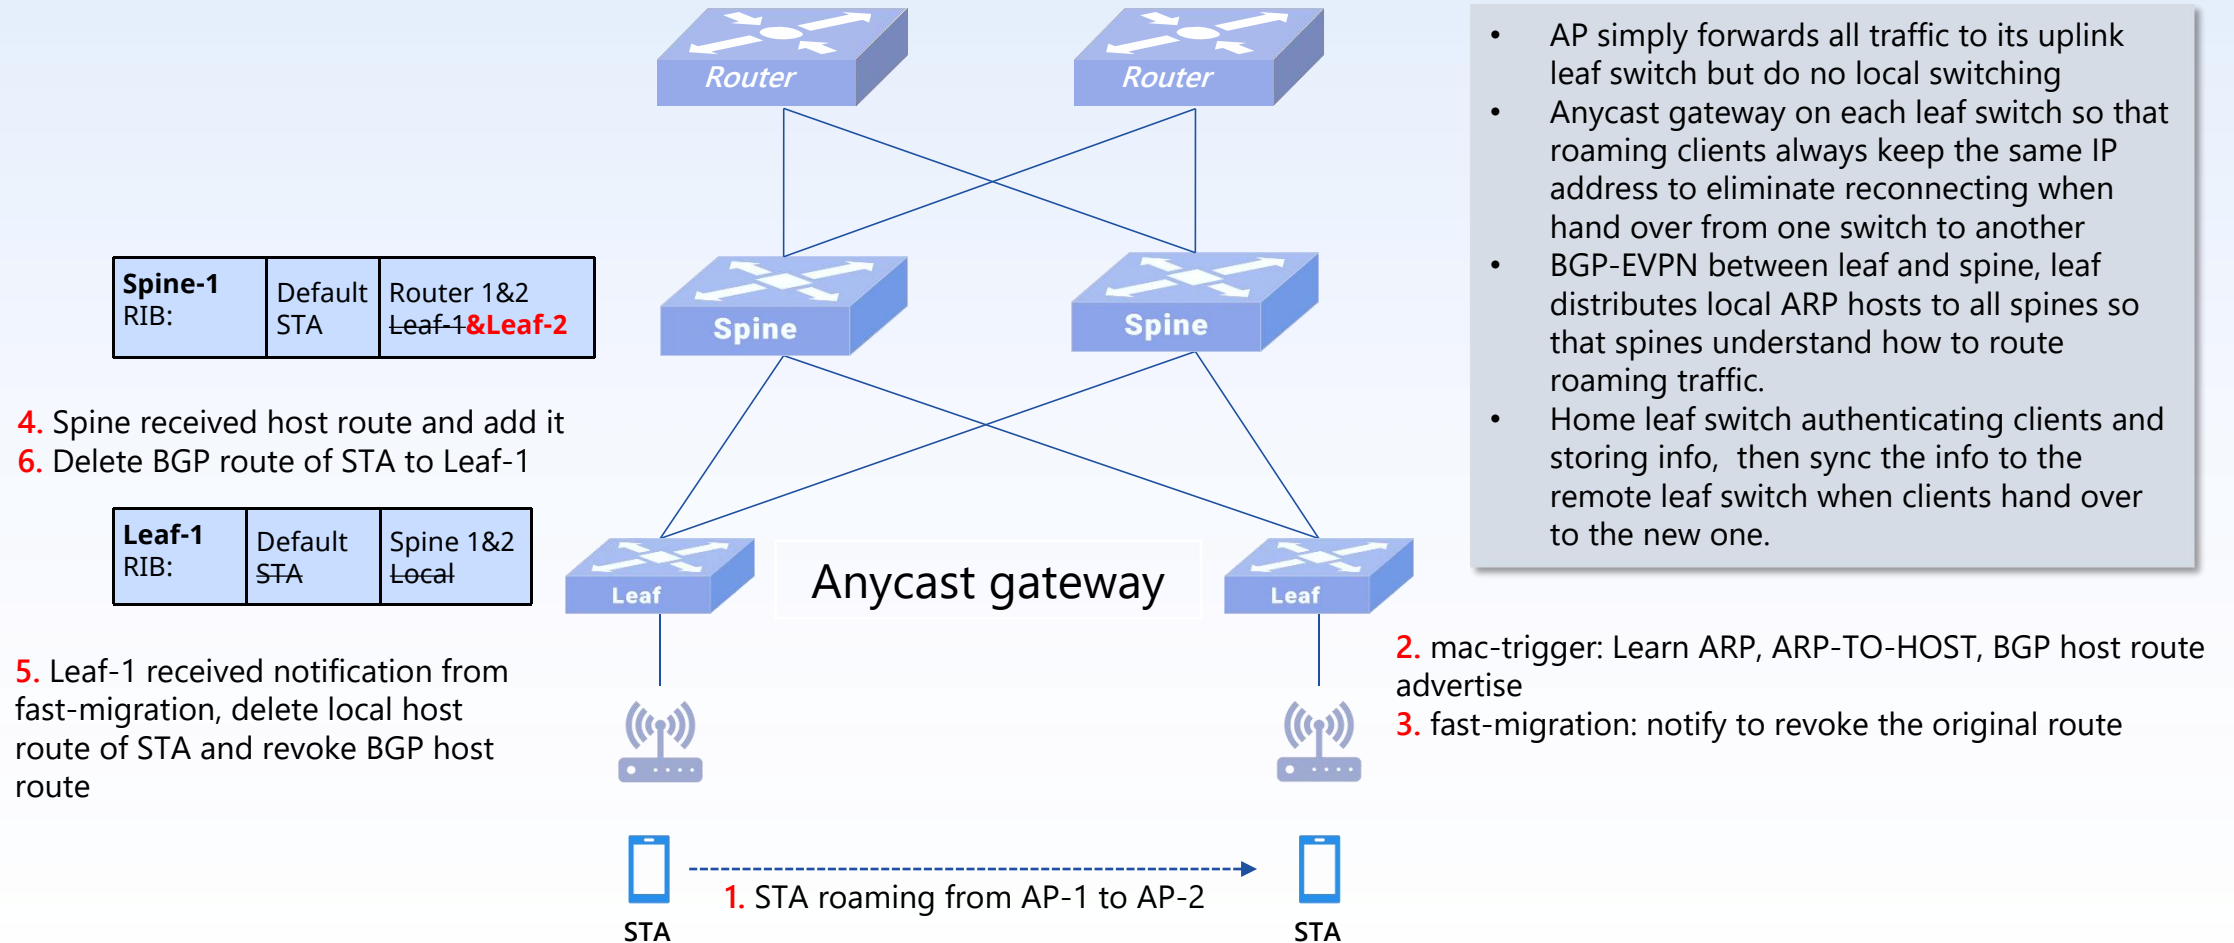 Router
Router
• AP simply forwards all traffic to its uplink
leaf switch but do no local switching
• Anycast gateway on each leaf switch so that
roaming clients always keep the same IP
address to eliminate reconnecting when
hand over from one switch to another
• BGP-EVPN between leaf and spine, leaf
distributes local ARP hosts to all spines so
that spines understand how to route
roaming traffic.
• Home leaf switch authenticating clients and
storing info,  then sync the info to the
remote leaf switch when clients hand over
to the new one.
Spine-1
RIB:
Default
STA
Router 1&2
Leaf-1&Leaf-2
Spine
Spine
4. Spine received host route and add it
6. Delete BGP route of STA to Leaf-1
Leaf-1
RIB:
Default
STA
Spine 1&2
Local
Leaf
Anycast gateway
Leaf
5. Leaf-1 received notification from
fast-migration, delete local host
route of STA and revoke BGP host
route
2. mac-trigger: Learn ARP, ARP-TO-HOST, BGP host route
advertise
3. fast-migration: notify to revoke the original route
1. STA roaming from AP-1 to AP-2
STA
STA